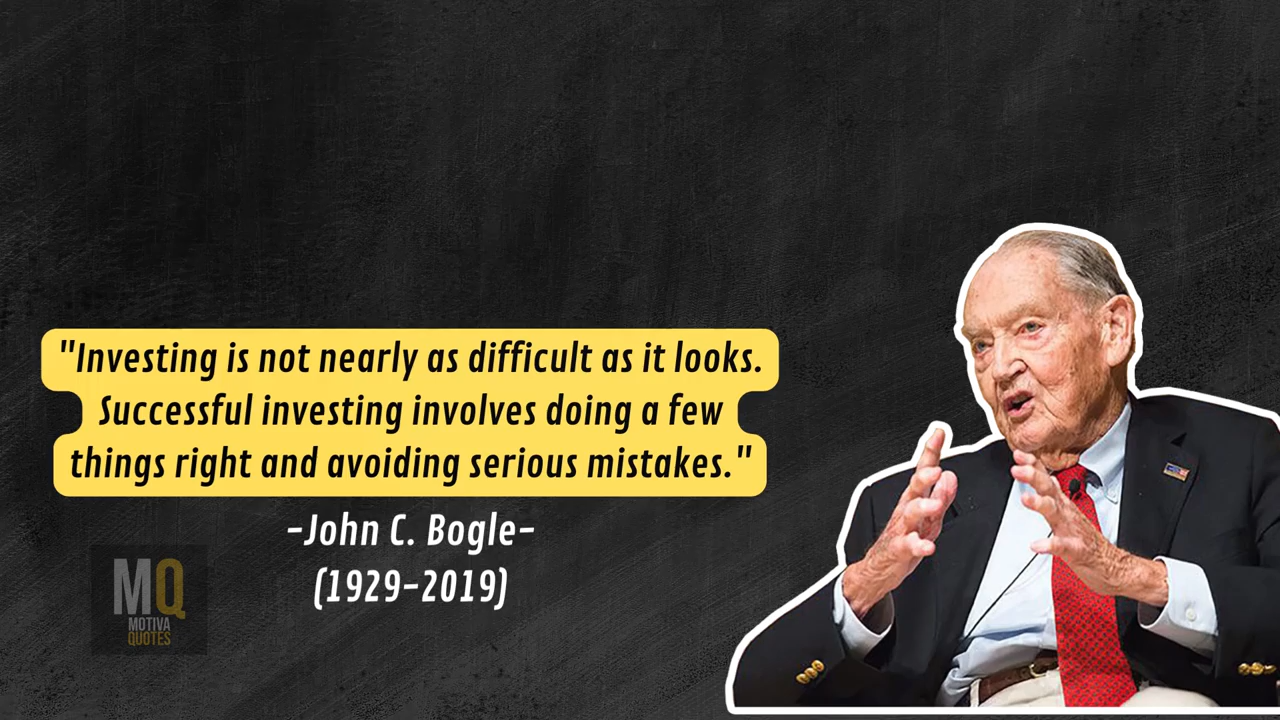 "Investing is not nearly as difficult as it looks.
Successful investing involves doing a few
things right and avoiding serious mistakes."
-John C. Bogle-
(1929-2019)
MQ
MOTIVA
QUOTES